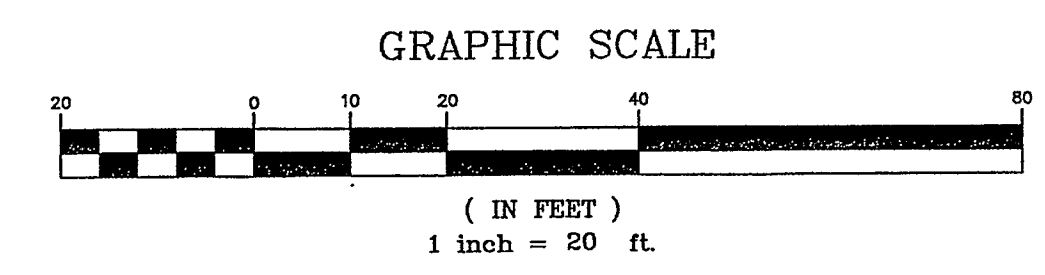 GRAPHIC SCALE
20 0 10 20 40 80
( IN FEET )
1 inch = 20 ft.